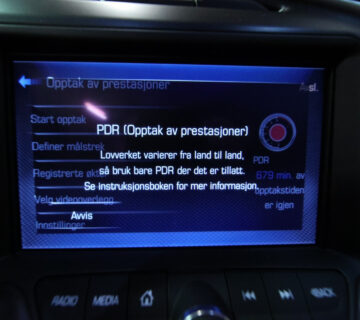 Opptak av prestasjoner
Avsl.
Start opptak
PDR (Opptak av prestasjoner)
Definer målstrek
Lovverket varierer fra land til land,
PDR
Registrerte
så bruk bare PDR der det er tillatt.
679 min. av
Se instruksjonsboken for mer informasjon.
opptakstiden
Velg videooverlegg
er igjen
Avvis
Innstillinger
RADIO
MEDIA
BACK